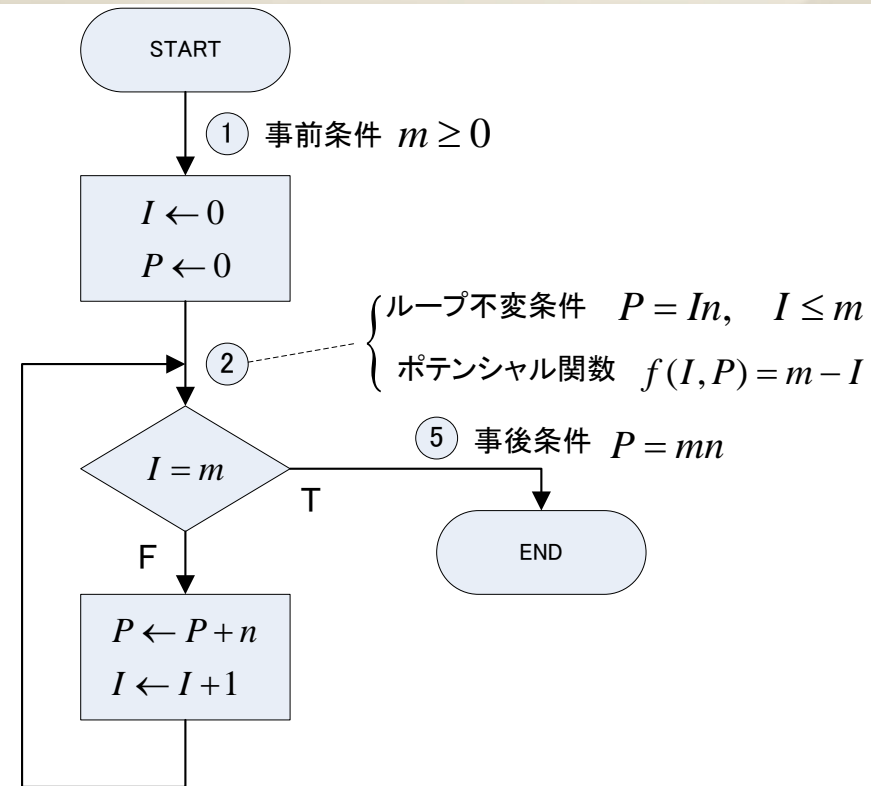 START
1 事前条件 m ≥ 0
I ← 0
P ← 0
ループ不変条件 P = In, I ≤ m
2
ポテンシャル関数 f(I, P) = m − I
5 事後条件 P = mn
I = m
T
F
END
P ← P + n
I ← I + 1